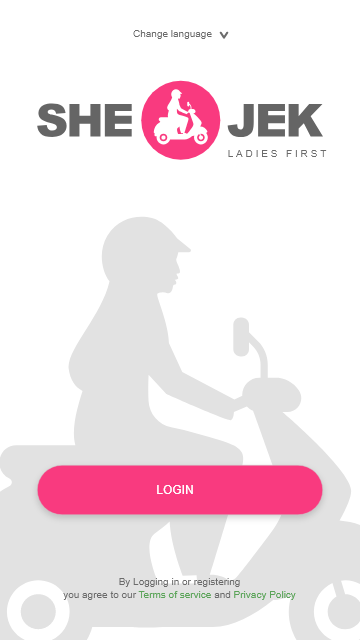 Change language
SHE JEK
LADIES FIRST
LOGIN
By Logging in or registering
you agree to our Terms of service and Privacy Policy